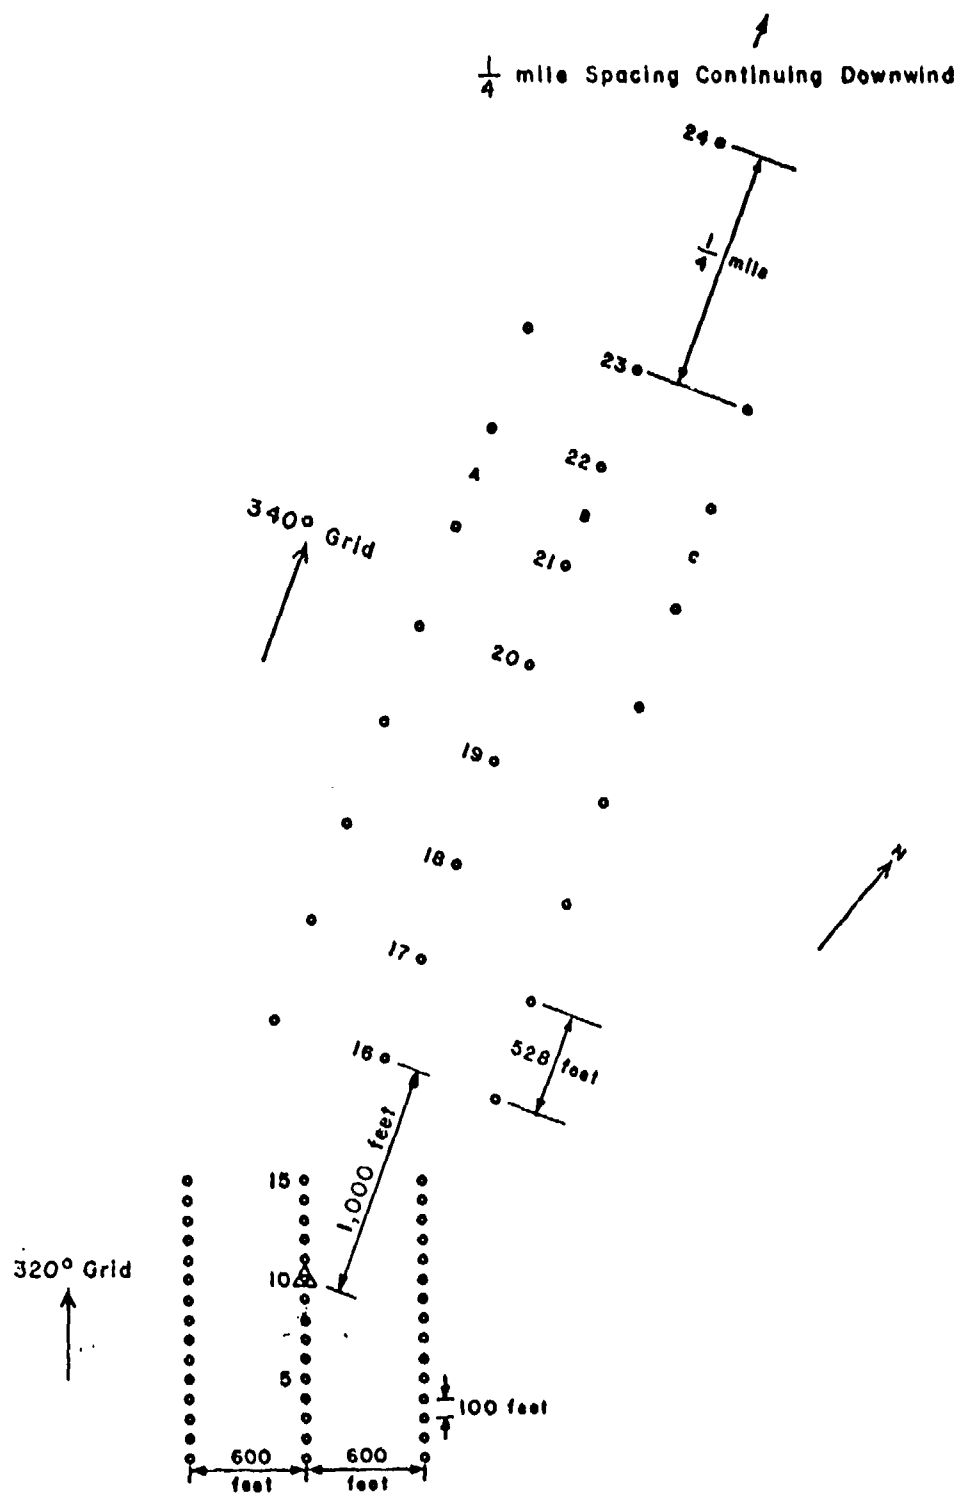 1/4 mile Spacing Continuing Downwind
24
1/4 mile
23
22
A
B
340° Grid
21
C
20
19
18
N
17
528 feet
16
1,000 feet
15
320° Grid
10
5
100 feet
600 feet
600 feet